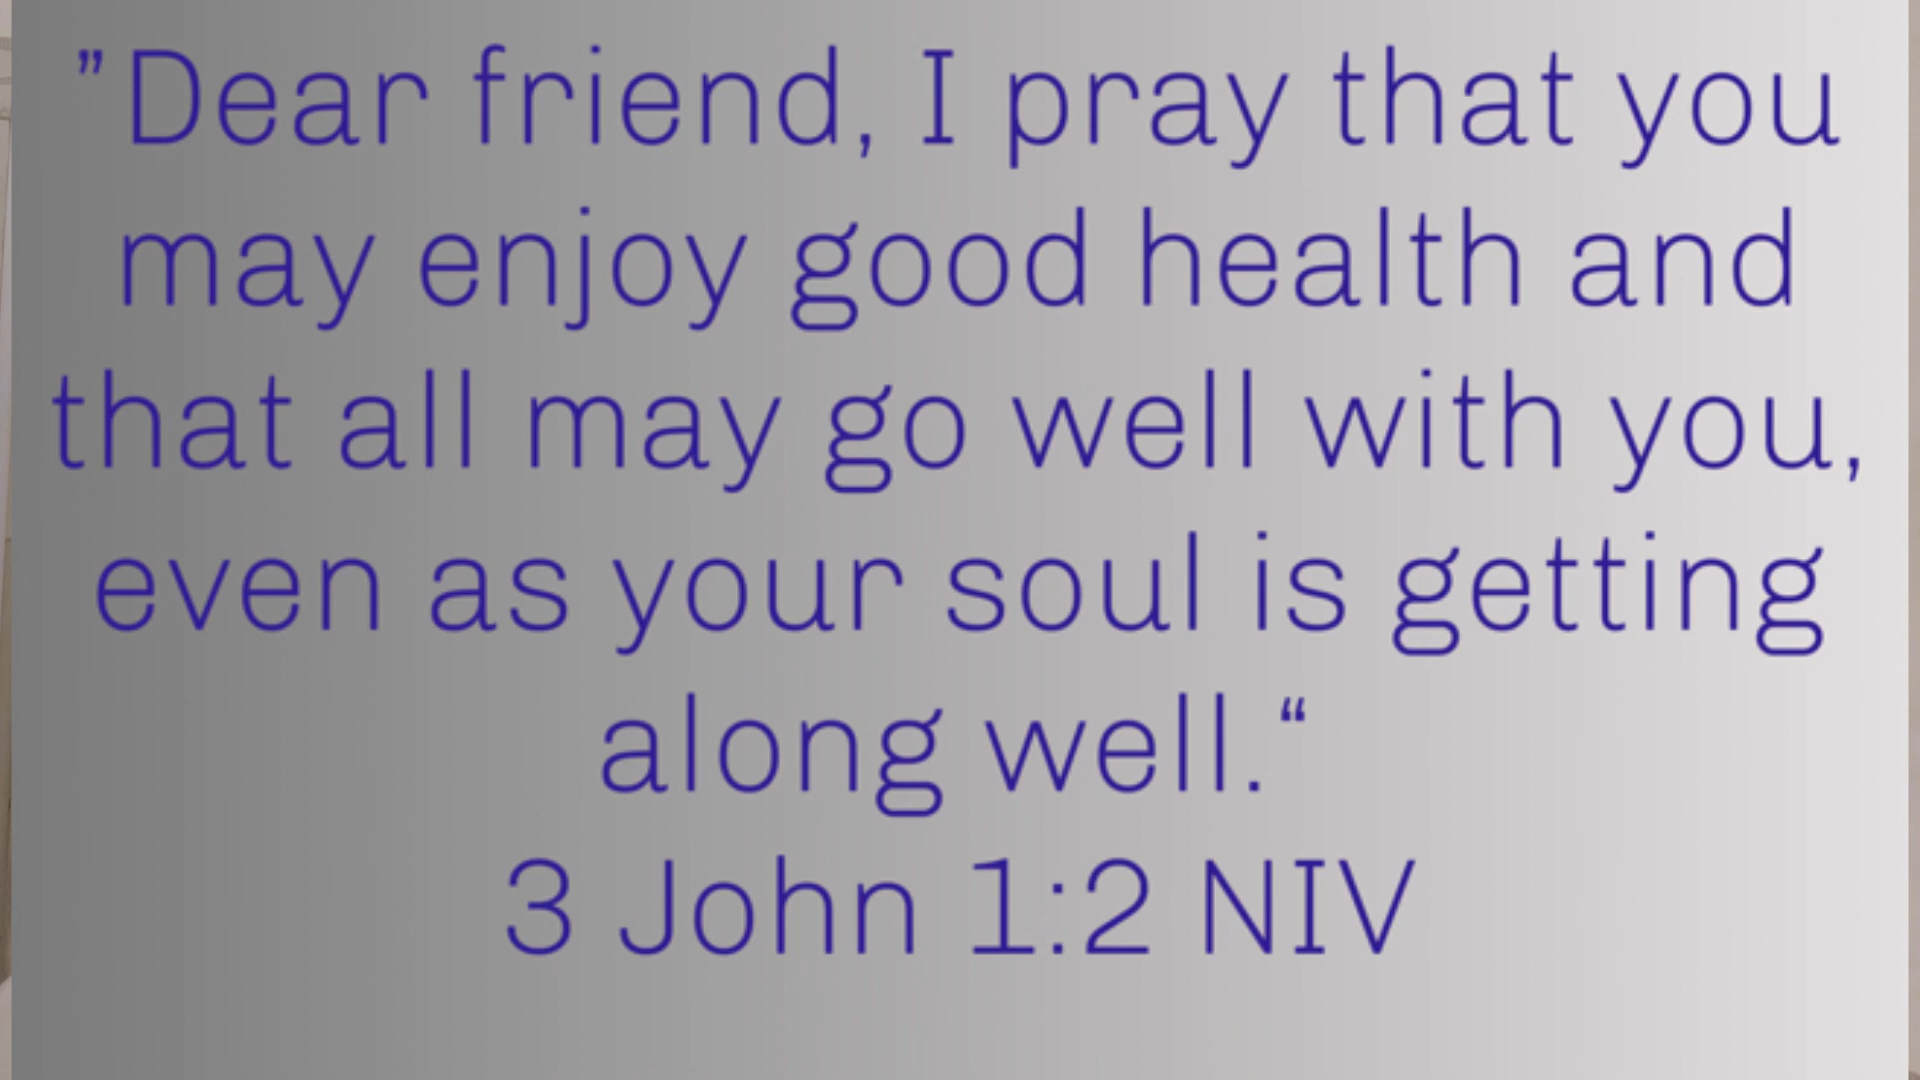 ”Dear friend, I pray that you
may enjoy good health and
that all may go well with you,
even as your soul is getting
along well.“
3 John 1:2 NIV